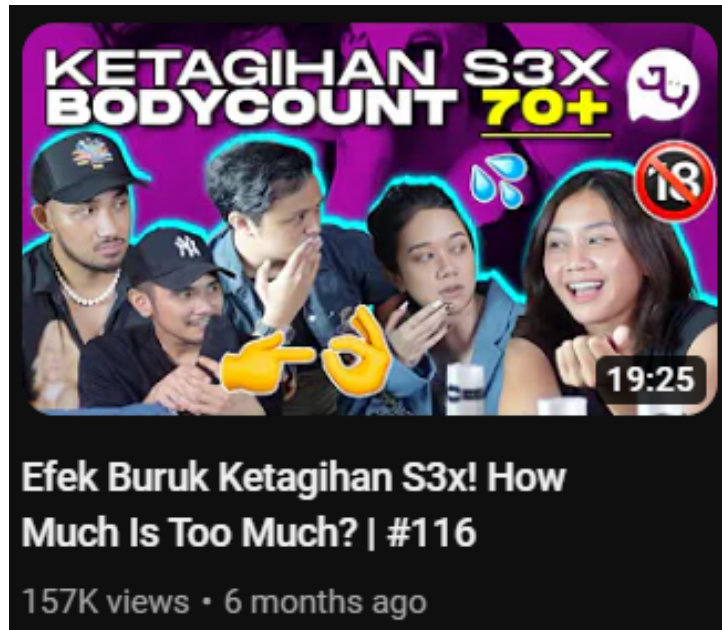 KETAGIHAN S3X
BODYCOUNT 70+
18
NY
19:25
Efek Buruk Ketagihan S3x! How
Much Is Too Much? | #116
157K views • 6 months ago